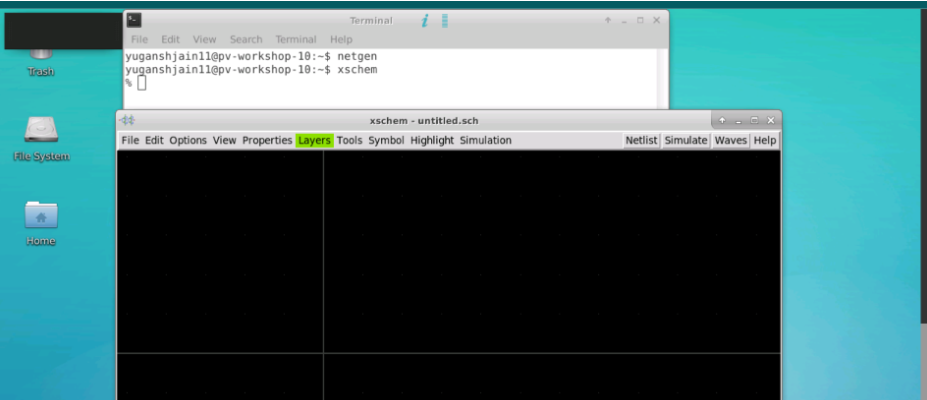 Terminal
File Edit View Search Terminal Help
yuganshjain11@pv-workshop-10:~$ netgen
yuganshjain11@pv-workshop-10:~$ xschem
%
Trash
File System
Home
xschem - untitled.sch
File Edit Options View Properties Layers Tools Symbol Highlight Simulation Netlist Simulate Waves Help